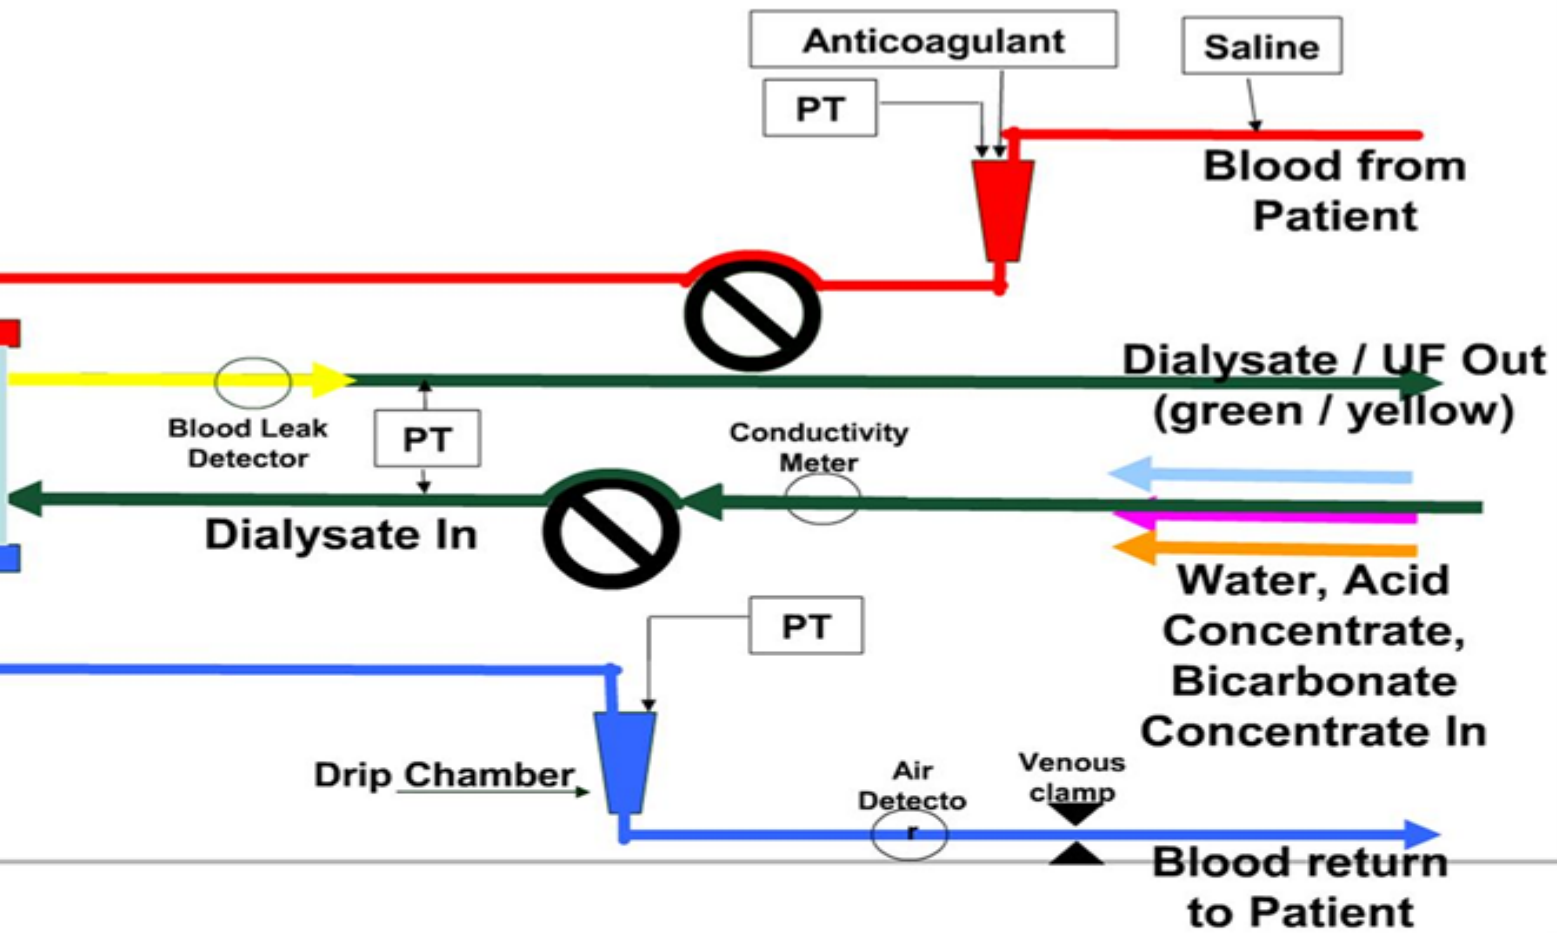 Anticoagulant
Saline
PT
Blood from
Patient
Dialysate / UF Out
(green / yellow)
Blood Leak
Detector
PT
Conductivity
Meter
Dialysate In
Water, Acid
Concentrate,
Bicarbonate
Concentrate In
PT
Drip Chamber
Air
Detecto
r
Venous
clamp
Blood return
to Patient